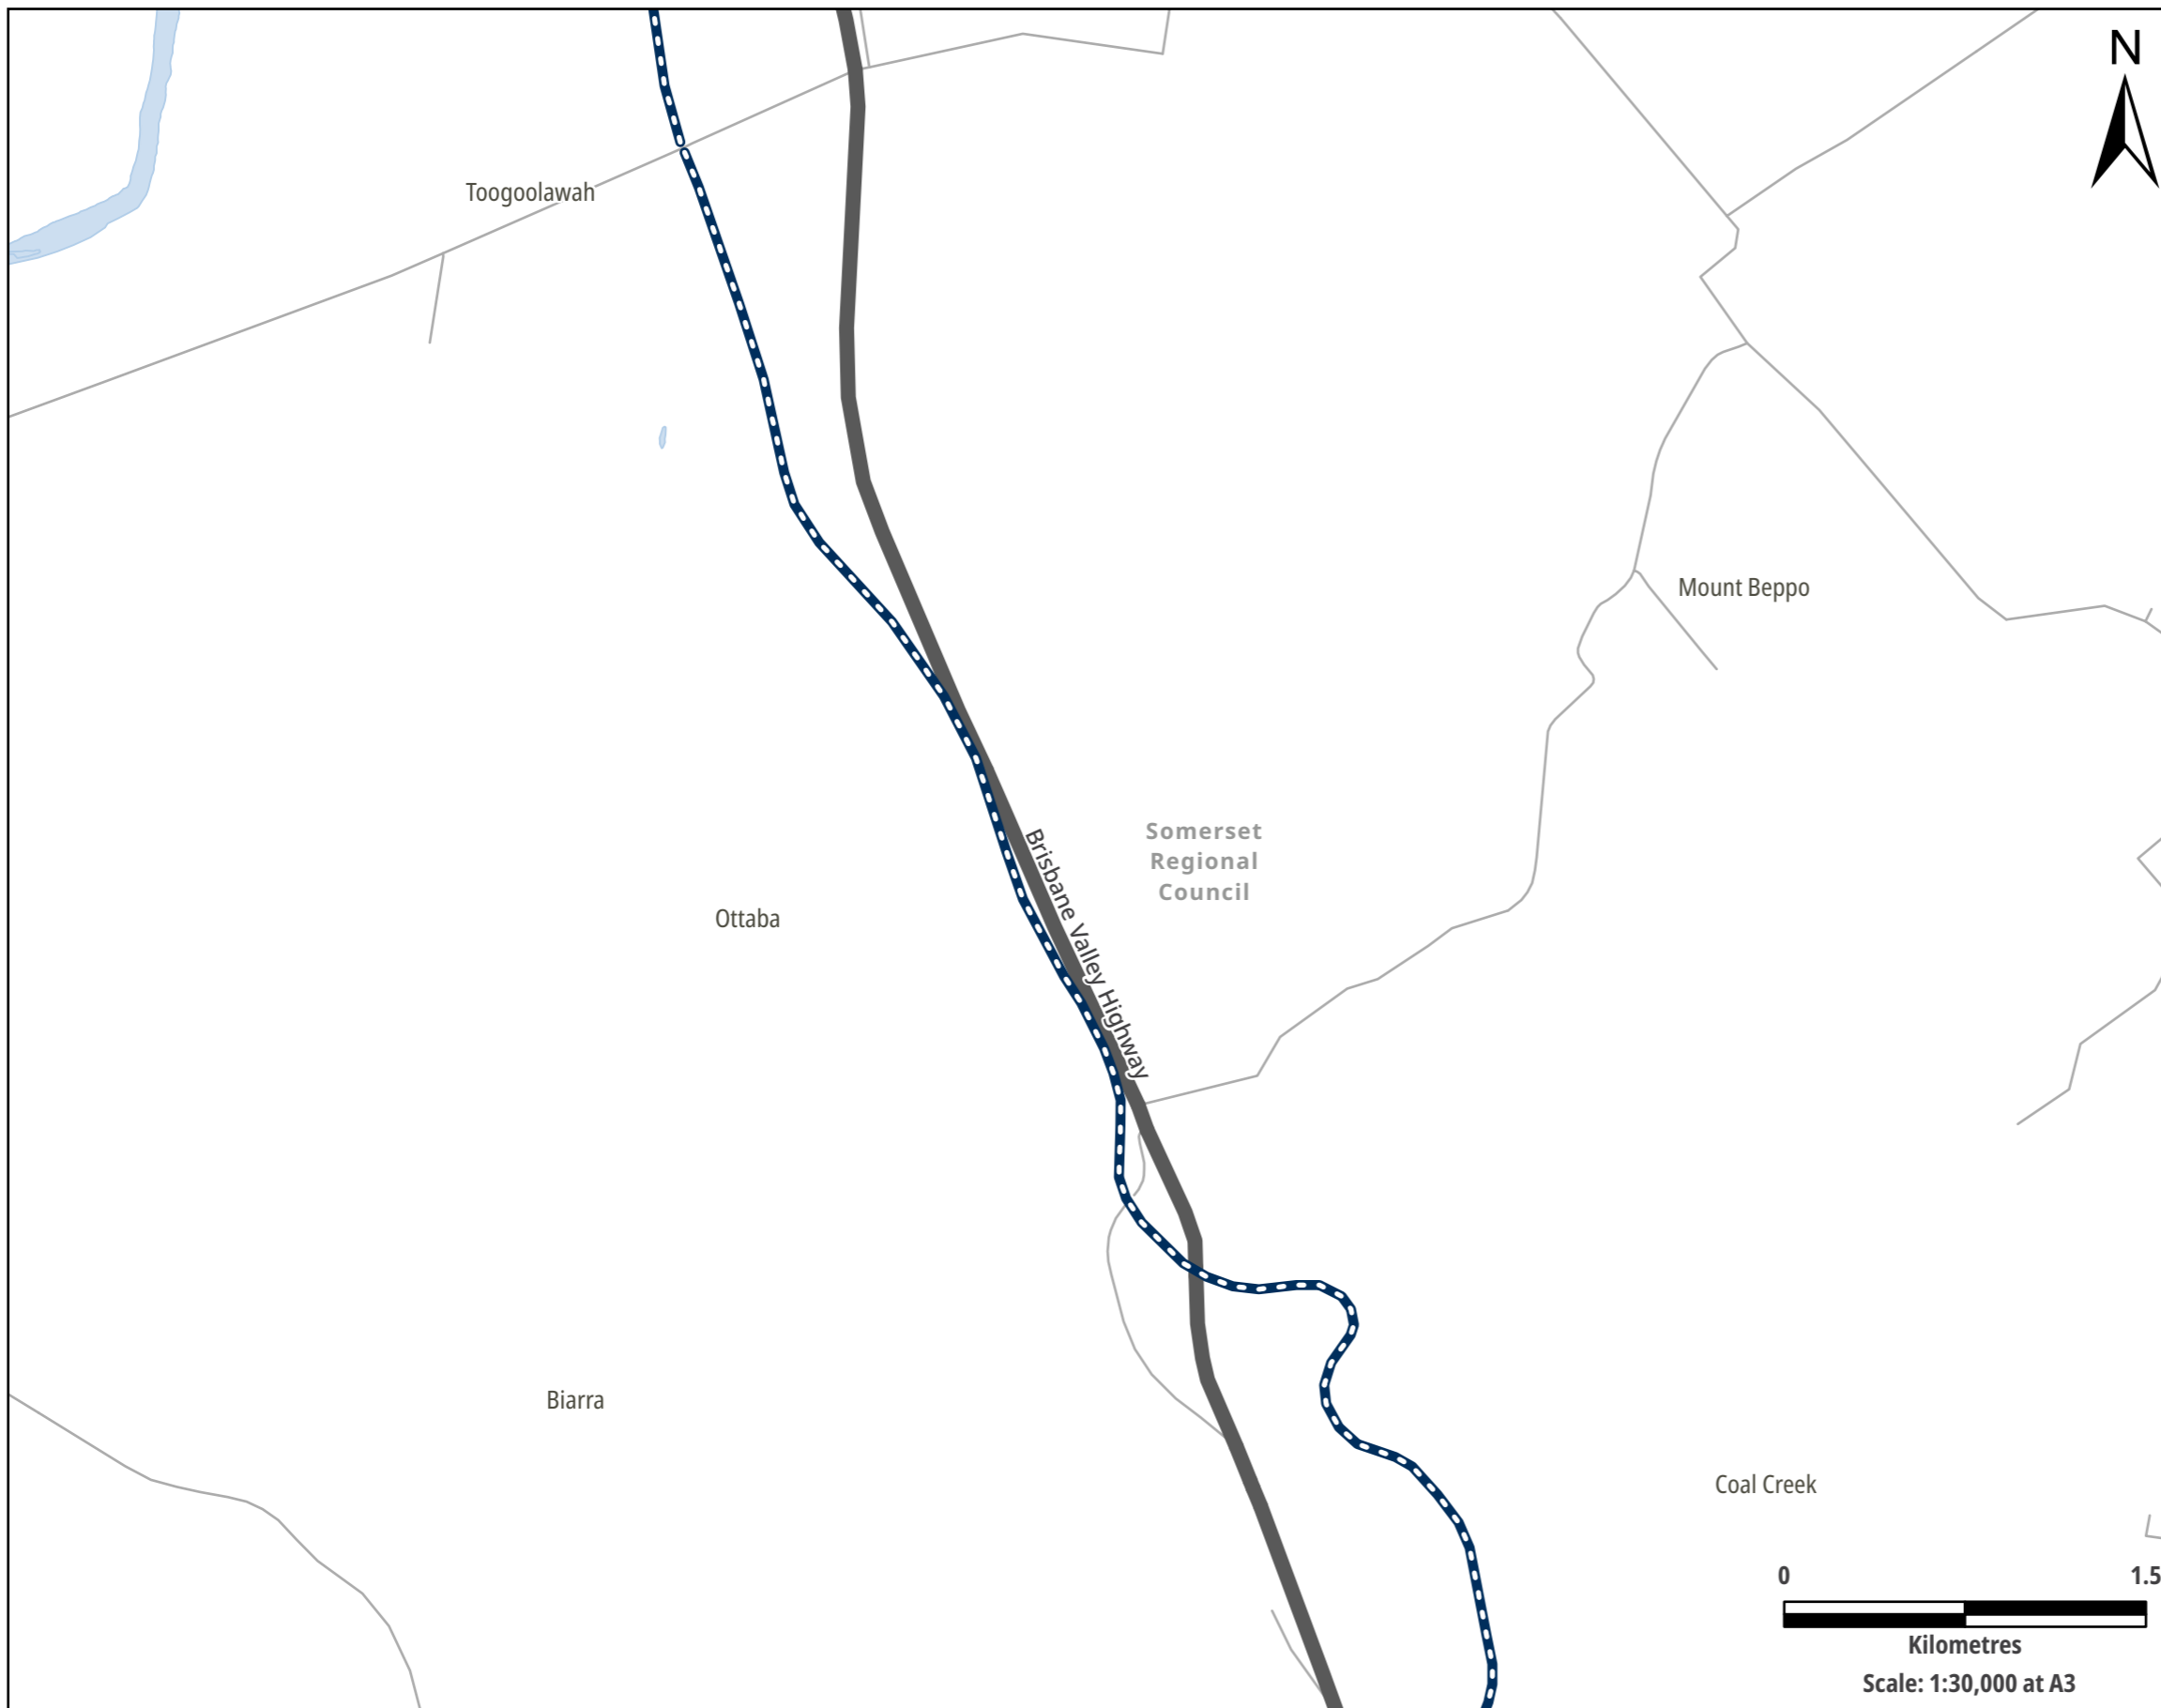 N
Toogoolawah
Mount Beppo
Somerset
Regional
Council
Brisbane Valley Highway
Ottaba
Biarra
Coal Creek
0 1.5
Kilometres
Scale: 1:30,000 at A3